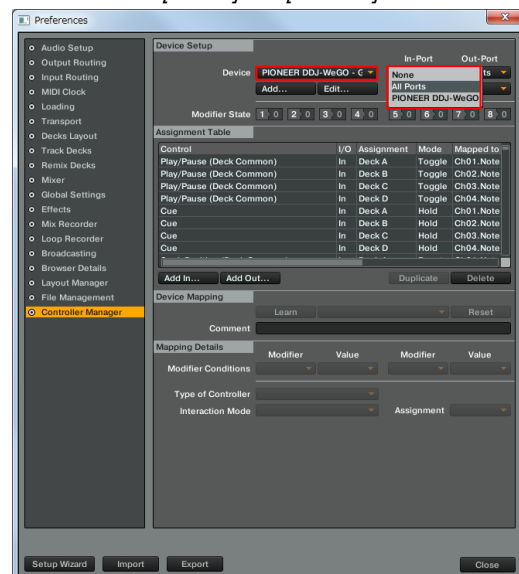 Preferences
Audio Setup
Output Routing
Input Routing
MIDI Clock
Loading
Transport
Decks Layout
Track Decks
Remix Decks
Mixer
Global Settings
Effects
Mix Recorder
Loop Recorder
Broadcasting
Browser Details
Layout Manager
File Management
Controller Manager
Device Setup
In-Port Out-Port
Device PIONEER DDJ-WeGO - G
None
All Ports
PIONEER DDJ-WeGO
ts
Add... Edit...
Modifier State 1 0 2 0 3 0 4 0 5 0 6 0 7 0 8 0
Assignment Table
Control I/O Assignment Mode Mapped to
Play/Pause (Deck Common) In Deck A Toggle Ch01.Note
Play/Pause (Deck Common) In Deck B Toggle Ch02.Note
Play/Pause (Deck Common) In Deck C Toggle Ch03.Note
Play/Pause (Deck Common) In Deck D Toggle Ch04.Note
Cue In Deck A Hold Ch01.Note
Cue In Deck B Hold Ch02.Note
Cue In Deck C Hold Ch03.Note
Cue In Deck D Hold Ch04.Note
Add In... Add Out... Duplicate Delete
Device Mapping
Learn Reset
Comment
Mapping Details
Modifier Value Modifier Value
Modifier Conditions
Type of Controller
Interaction Mode Assignment
Setup Wizard Import Export Close